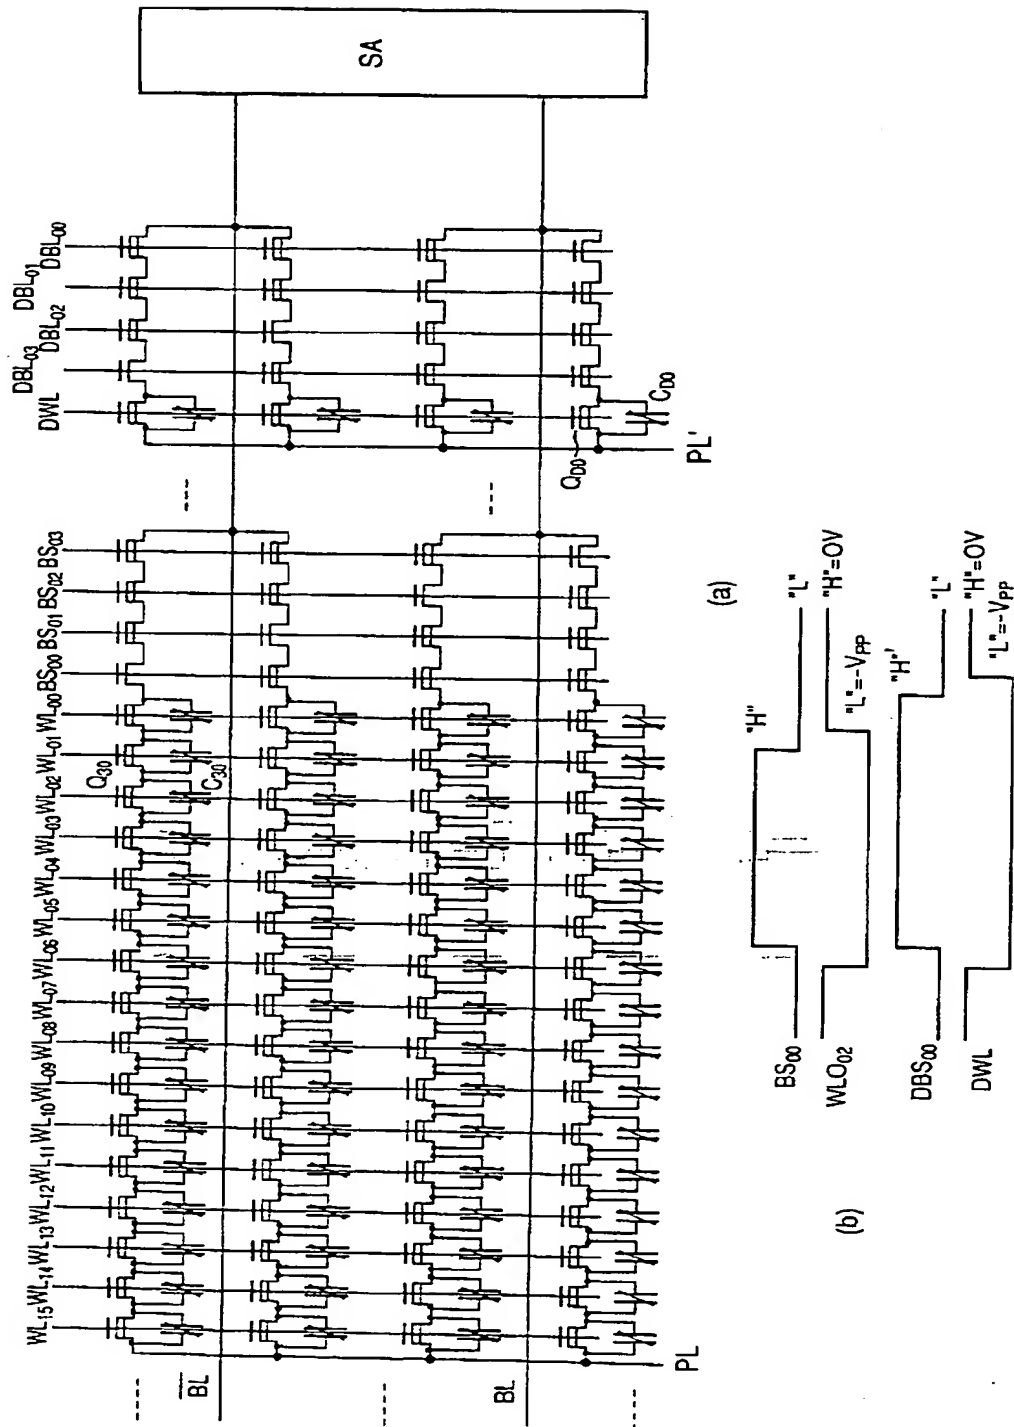 SA
DBL00
DBL01
DBL02
DBL03
DWL
CD0
QD0
PL'
BS03
BS02
BS01
BS00
WL00
WL01
WL02
WL03
WL04
WL05
WL06
WL07
WL08
WL09
WL10
WL11
WL12
WL13
WL14
WL15
Q30
C30
BL
BL
PL
(a)
BS00
"H"
"L"
WLO02
"H"=0V
"L"=-VPP
DBS00
"H"'
"L"
DWL
"H"=0V
"L"=-VPP
(b)